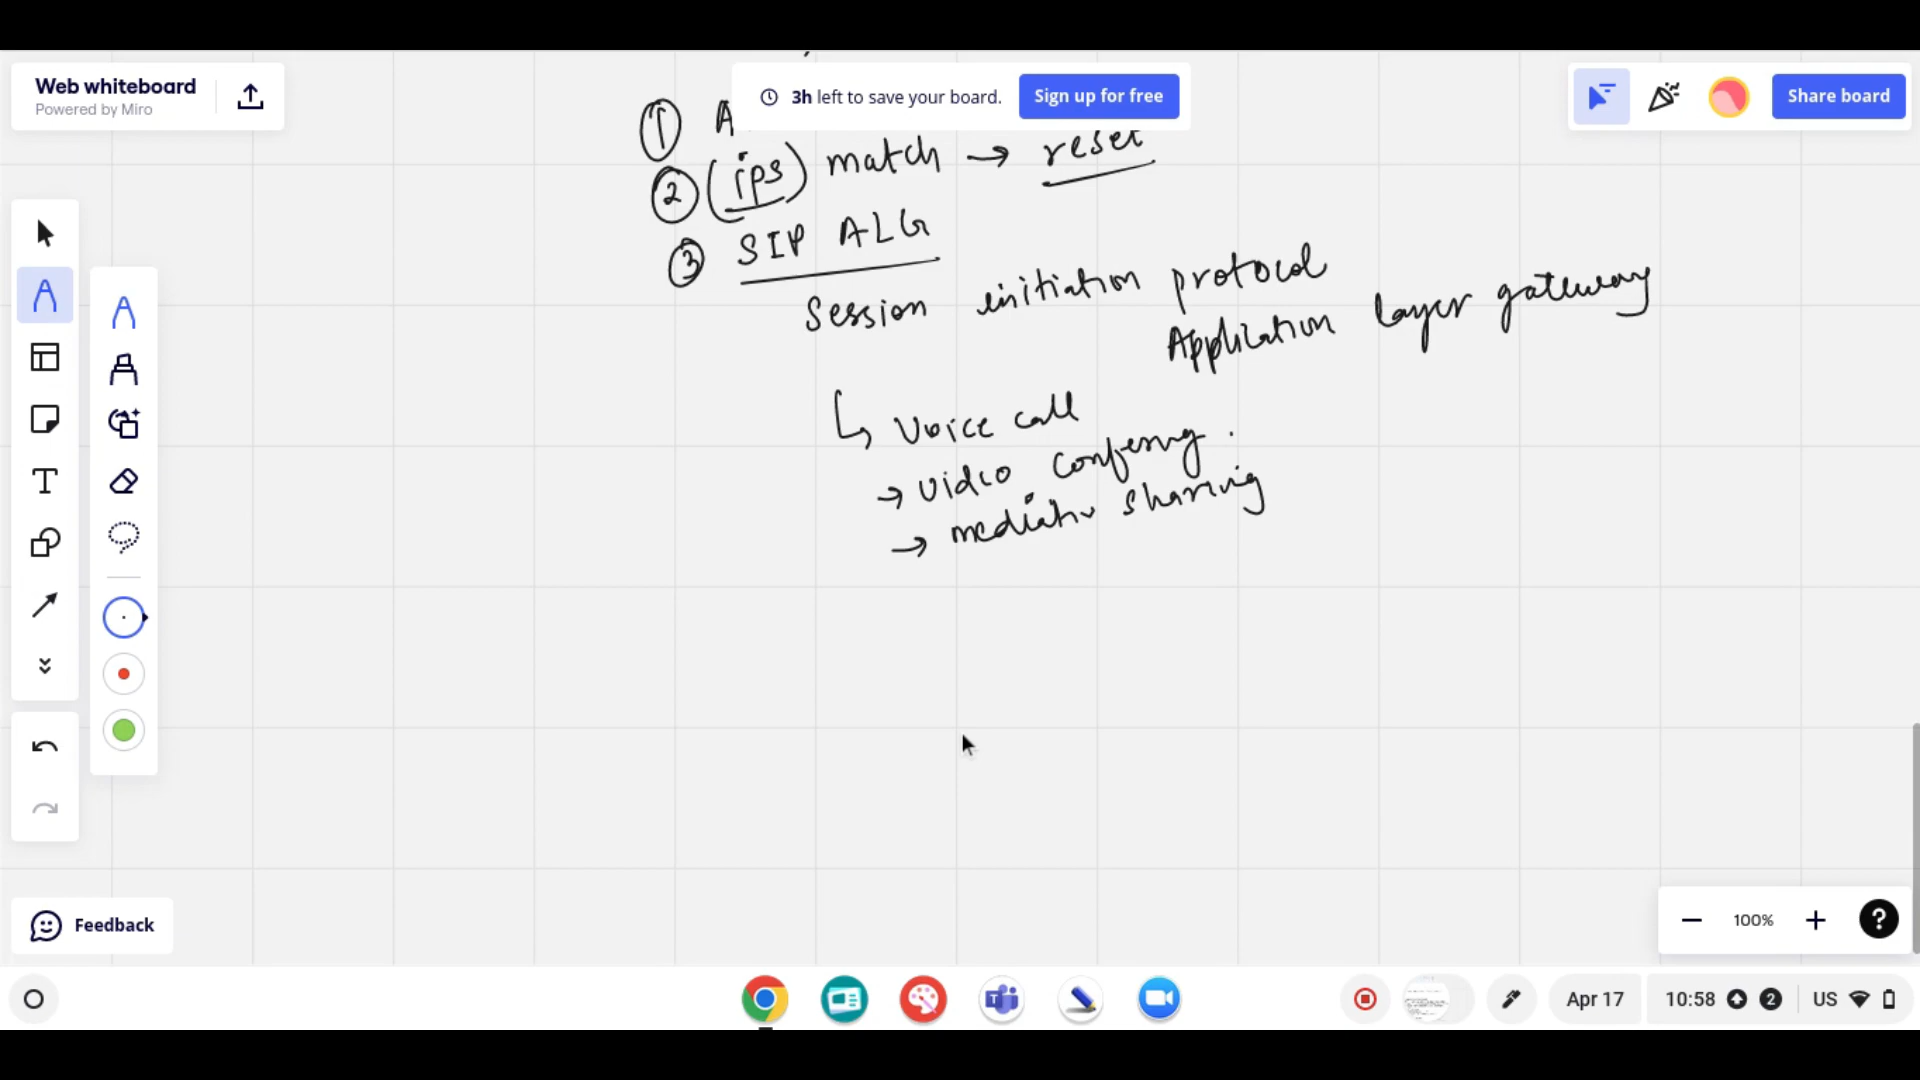 Web whiteboard
Powered by Miro
3h left to save your board.
Sign up for free
Share board
① A
② (ips) match → reset
③ SIP ALG
Session initiation protocol
Application layer gateway
↳ Voice call
→ video
→ sharing
Feedback
100%
Apr 17
10:58
2
US